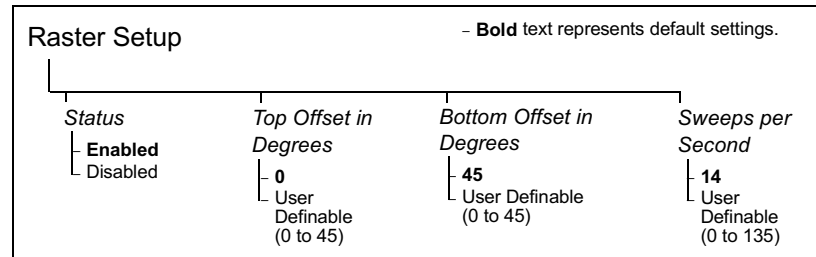 Raster Setup
– Bold text represents default settings.
Status
Enabled
Disabled
Top Offset in
Degrees
0
User
Definable
(0 to 45)
Bottom Offset in
Degrees
45
User Definable
(0 to 45)
Sweeps per
Second
14
User
Definable
(0 to 135)